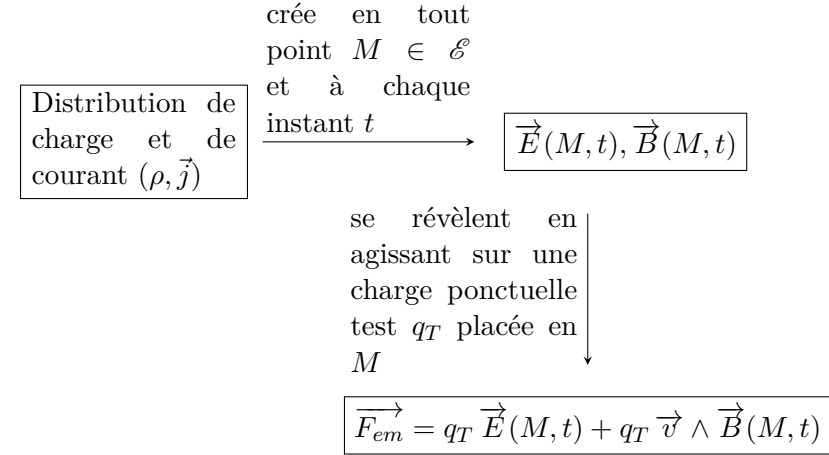 crée en tout
point M ∈ ℰ
et à chaque
instant t
Distribution de
charge et de
courant (ρ, j⃗)
E⃗(M, t), B⃗(M, t)
se révèlent en
agissant sur une
charge ponctuelle
test q_T placée en
M
F_em⃗ = q_T E⃗(M, t) + q_T v⃗ ∧ B⃗(M, t)